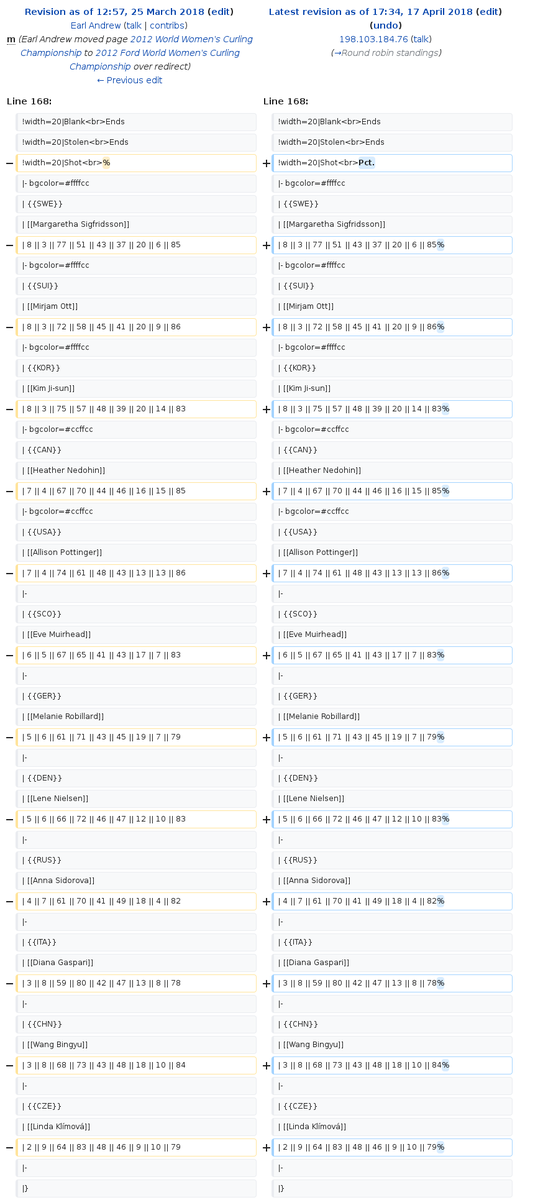 Revision as of 12:57, 25 March 2018 (edit)
Earl Andrew (talk | contribs)
m (Earl Andrew moved page 2012 World Women's Curling
Championship to 2012 Ford World Women's Curling
Championship over redirect)
← Previous edit
Latest revision as of 17:34, 17 April 2018 (edit)
(undo)
198.103.184.76 (talk)
(→Round robin standings)
Line 168:
Line 168:
!width=20|Blank<br>Ends
!width=20|Blank<br>Ends
!width=20|Stolen<br>Ends
!width=20|Stolen<br>Ends
− !width=20|Shot<br>%
+ !width=20|Shot<br>Pct.
|- bgcolor=#ffffcc
|- bgcolor=#ffffcc
| {{SWE}}
| {{SWE}}
| [[Margaretha Sigfridsson]]
| [[Margaretha Sigfridsson]]
− | 8 || 3 || 77 || 51 || 43 || 37 || 20 || 6 || 85
+ | 8 || 3 || 77 || 51 || 43 || 37 || 20 || 6 || 85%
|- bgcolor=#ffffcc
|- bgcolor=#ffffcc
| {{SUI}}
| {{SUI}}
| [[Mirjam Ott]]
| [[Mirjam Ott]]
− | 8 || 3 || 72 || 58 || 45 || 41 || 20 || 9 || 86
+ | 8 || 3 || 72 || 58 || 45 || 41 || 20 || 9 || 86%
|- bgcolor=#ffffcc
|- bgcolor=#ffffcc
| {{KOR}}
| {{KOR}}
| [[Kim Ji-sun]]
| [[Kim Ji-sun]]
− | 8 || 3 || 75 || 57 || 48 || 39 || 20 || 14 || 83
+ | 8 || 3 || 75 || 57 || 48 || 39 || 20 || 14 || 83%
|- bgcolor=#ccffcc
|- bgcolor=#ccffcc
| {{CAN}}
| {{CAN}}
| [[Heather Nedohin]]
| [[Heather Nedohin]]
− | 7 || 4 || 67 || 70 || 44 || 46 || 16 || 15 || 85
+ | 7 || 4 || 67 || 70 || 44 || 46 || 16 || 15 || 85%
|- bgcolor=#ccffcc
|- bgcolor=#ccffcc
| {{USA}}
| {{USA}}
| [[Allison Pottinger]]
| [[Allison Pottinger]]
− | 7 || 4 || 74 || 61 || 48 || 43 || 13 || 13 || 86
+ | 7 || 4 || 74 || 61 || 48 || 43 || 13 || 13 || 86%
|-
|-
| {{SCO}}
| {{SCO}}
| [[Eve Muirhead]]
| [[Eve Muirhead]]
− | 6 || 5 || 67 || 65 || 41 || 43 || 17 || 7 || 83
+ | 6 || 5 || 67 || 65 || 41 || 43 || 17 || 7 || 83%
|-
|-
| {{GER}}
| {{GER}}
| [[Melanie Robillard]]
| [[Melanie Robillard]]
− | 5 || 6 || 61 || 71 || 43 || 45 || 19 || 7 || 79
+ | 5 || 6 || 61 || 71 || 43 || 45 || 19 || 7 || 79%
|-
|-
| {{DEN}}
| {{DEN}}
| [[Lene Nielsen]]
| [[Lene Nielsen]]
− | 5 || 6 || 66 || 72 || 46 || 47 || 12 || 10 || 83
+ | 5 || 6 || 66 || 72 || 46 || 47 || 12 || 10 || 83%
|-
|-
| {{RUS}}
| {{RUS}}
| [[Anna Sidorova]]
| [[Anna Sidorova]]
− | 4 || 7 || 61 || 70 || 41 || 49 || 18 || 4 || 82
+ | 4 || 7 || 61 || 70 || 41 || 49 || 18 || 4 || 82%
|-
|-
| {{ITA}}
| {{ITA}}
| [[Diana Gaspari]]
| [[Diana Gaspari]]
− | 3 || 8 || 59 || 80 || 42 || 47 || 13 || 8 || 78
+ | 3 || 8 || 59 || 80 || 42 || 47 || 13 || 8 || 78%
|-
|-
| {{CHN}}
| {{CHN}}
| [[Wang Bingyu]]
| [[Wang Bingyu]]
− | 3 || 8 || 68 || 73 || 43 || 48 || 18 || 10 || 84
+ | 3 || 8 || 68 || 73 || 43 || 48 || 18 || 10 || 84%
|-
|-
| {{CZE}}
| {{CZE}}
| [[Linda Klímová]]
| [[Linda Klímová]]
− | 2 || 9 || 64 || 83 || 48 || 46 || 9 || 10 || 79
+ | 2 || 9 || 64 || 83 || 48 || 46 || 9 || 10 || 79%
|-
|-
|}
|}